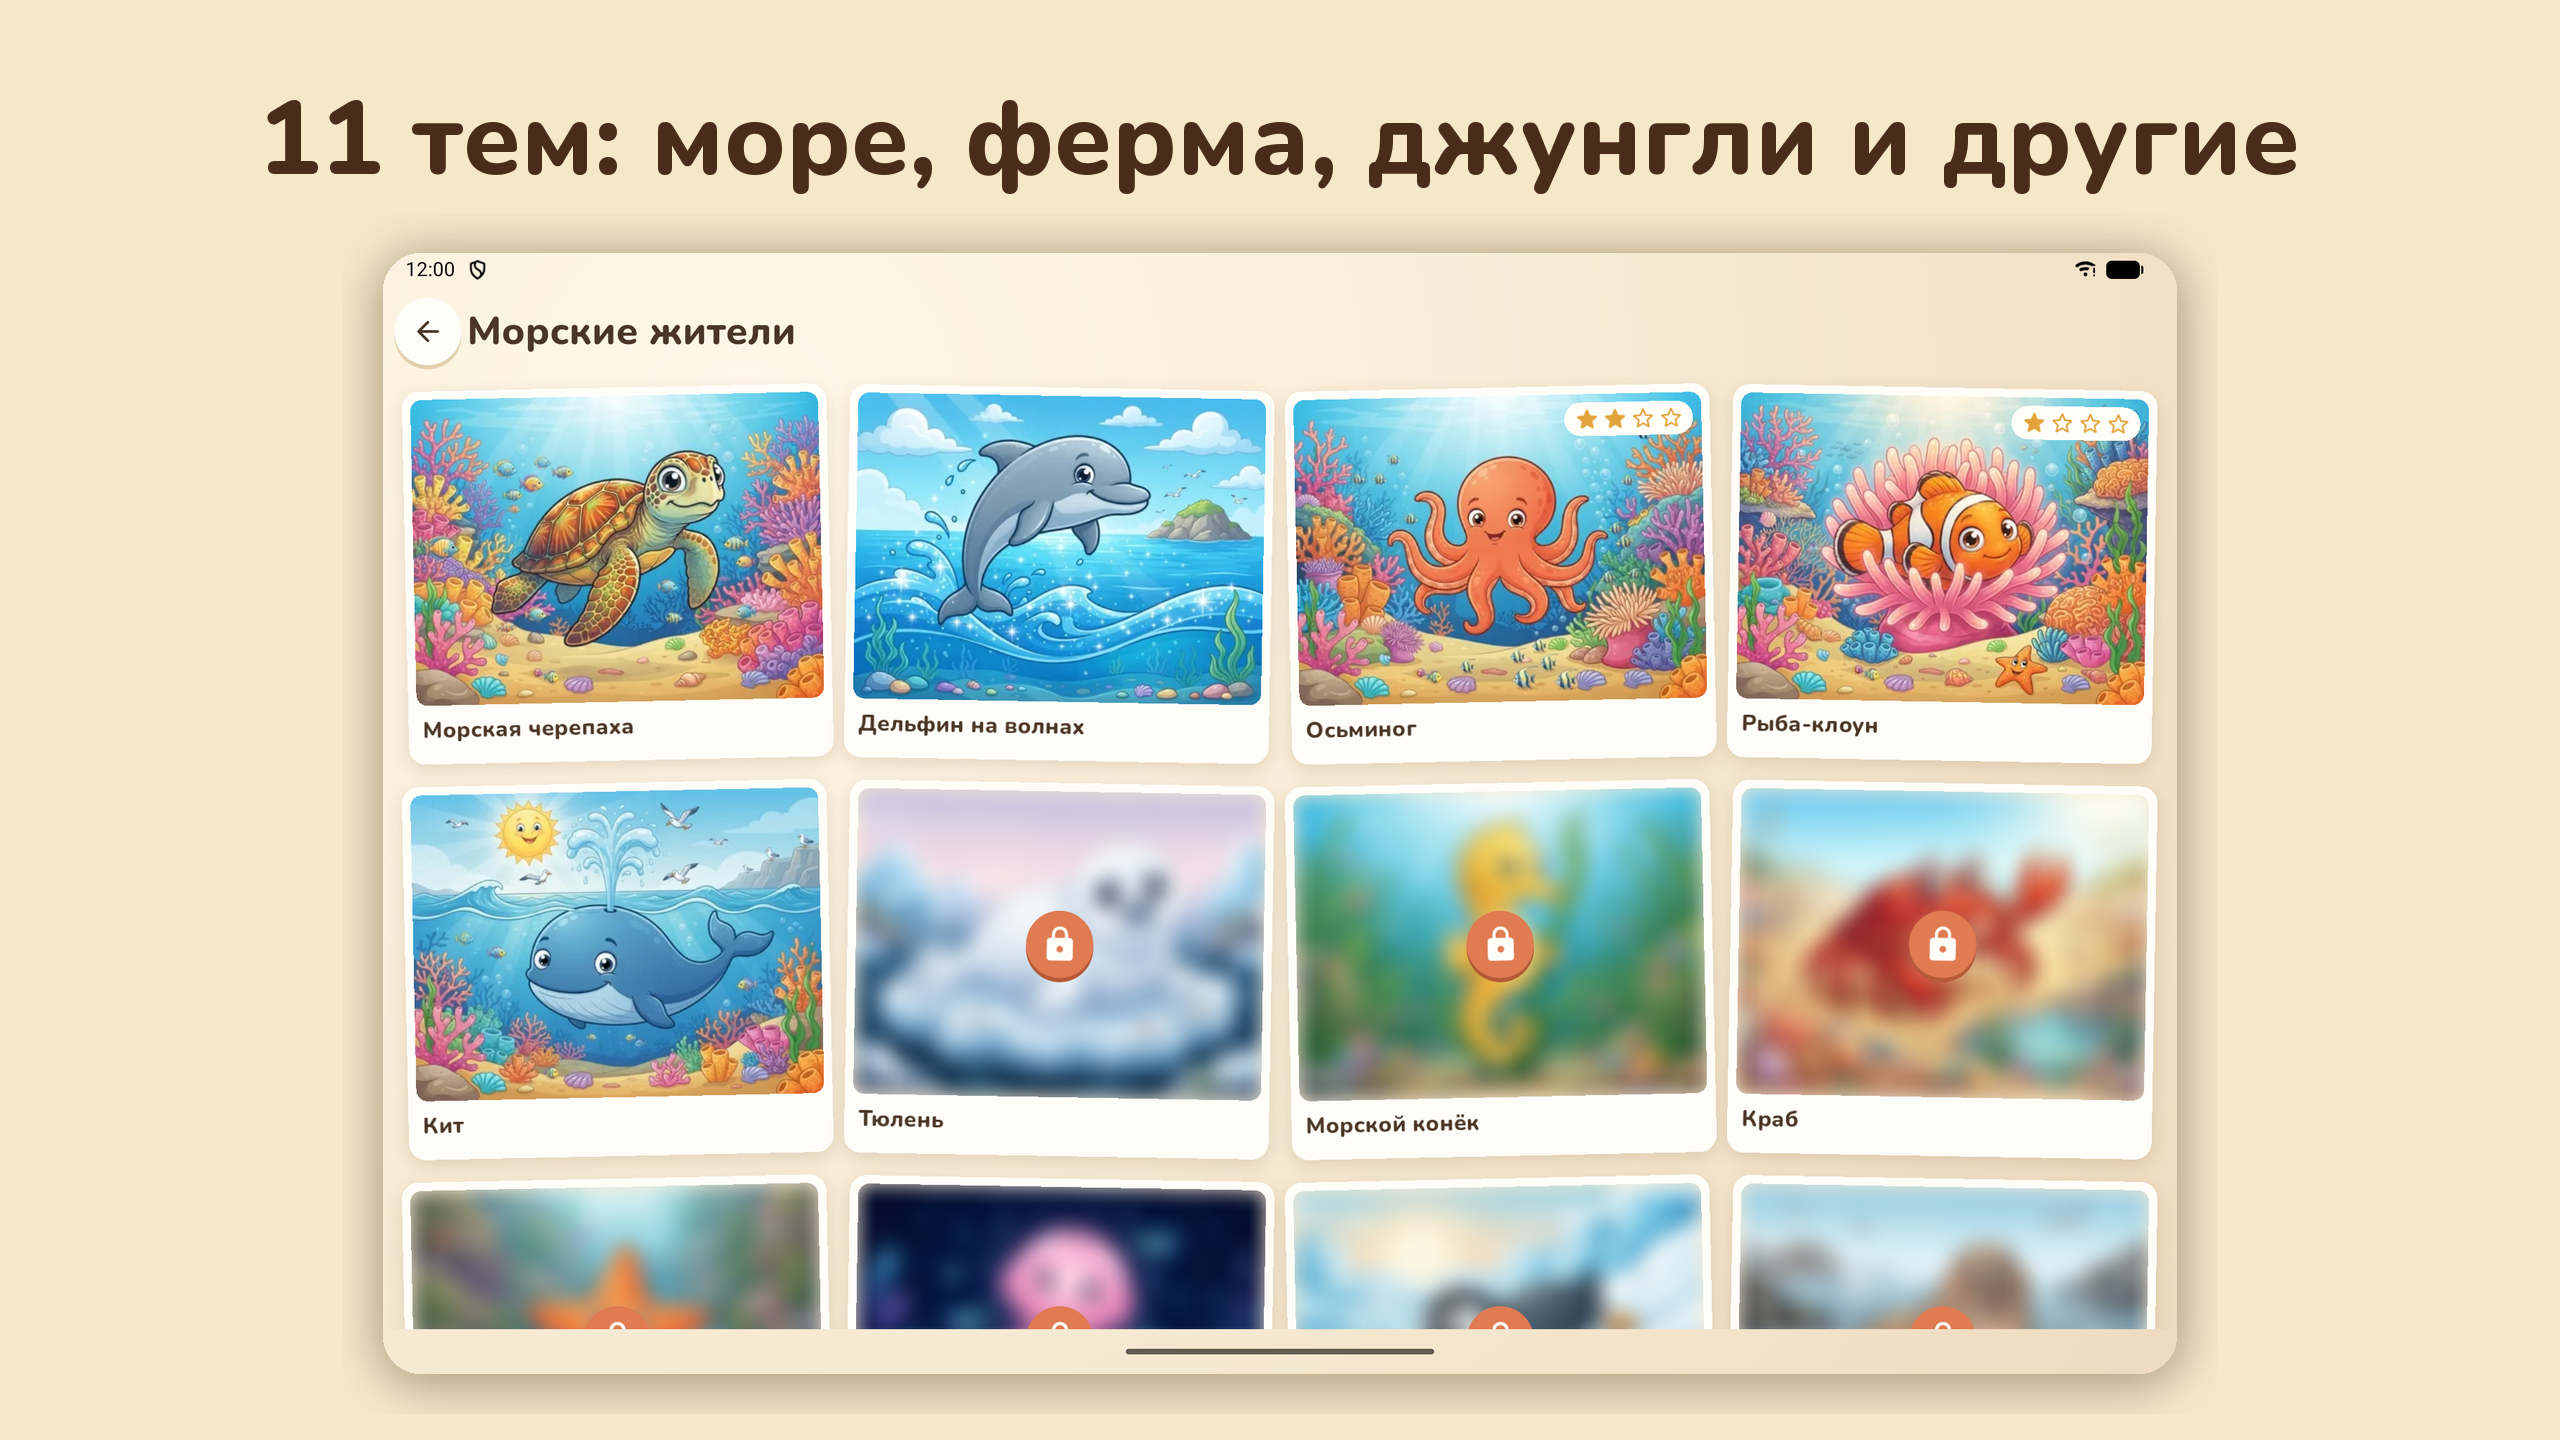 11 тем: море, ферма, джунгли и другие
12:00
Морские жители
Морская черепаха
Дельфин на волнах
Осьминог
Рыба-клоун
Кит
Тюлень
Морской конёк
Краб